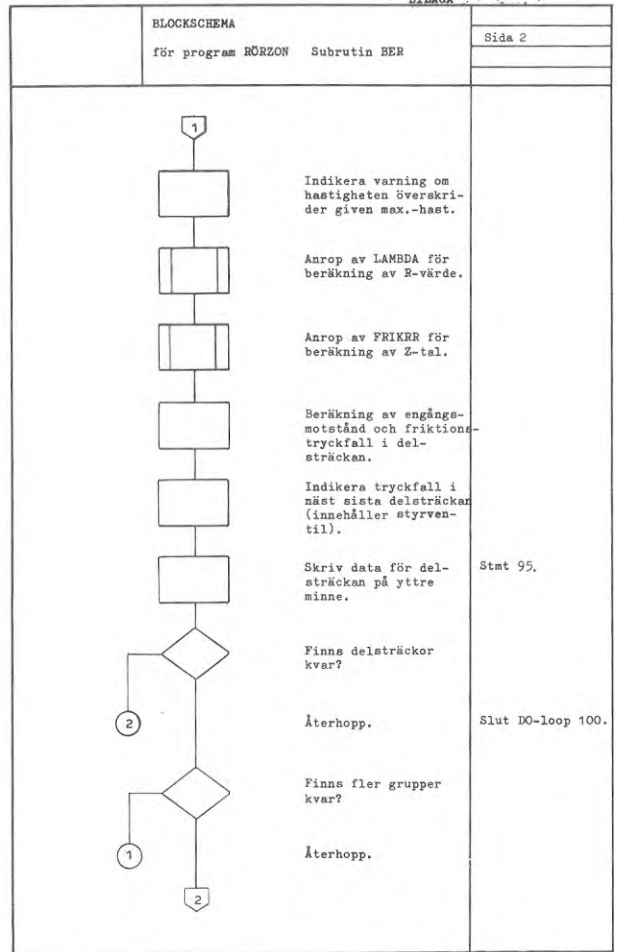 BILAGA
BLOCKSCHEMA
Sida 2
för program RÖRZON Subrutin BER
1
Indikera varning om
hastigheten överskri-
der given max.-hast.
Anrop av LAMBDA för
beräkning av R-värde.
Anrop av FRIKRR för
beräkning av Z-tal.
Beräkning av engångs-
motstånd och friktions-
tryckfall i del-
sträckan.
Indikera tryckfall i
näst sista delsträckan
(innehåller styrven-
til).
Skriv data för del-
sträckan på yttre
minne.
Stmt 95.
Finns delsträckor
kvar?
2
Återhopp.
Slut DO-loop 100.
Finns fler grupper
kvar?
1
Återhopp.
2